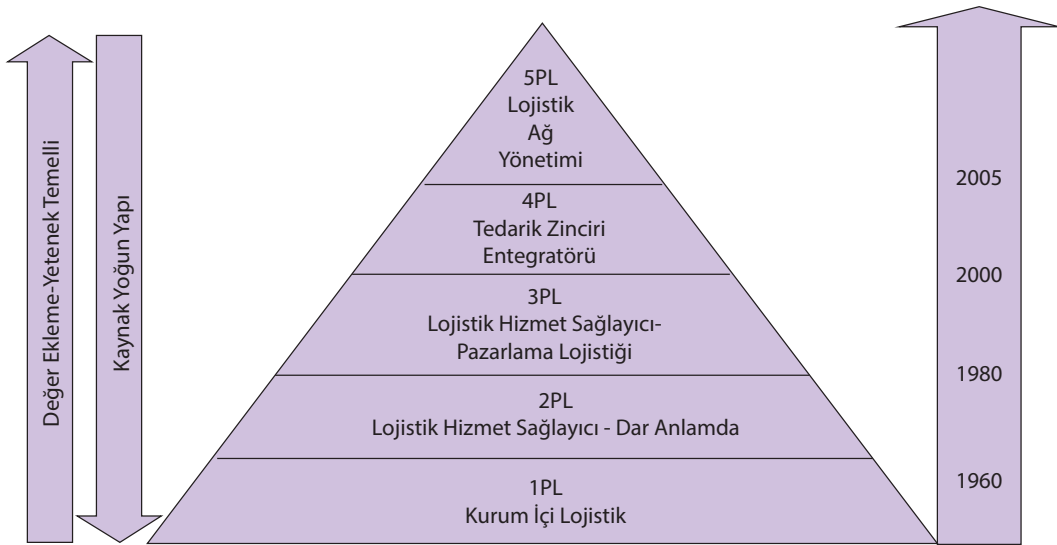 Değer Ekleme-Yetenek Temelli
Kaynak Yoğun Yapı
5PL
Lojistik
Ağ
Yönetimi
4PL
Tedarik Zinciri
Entegratörü
3PL
Lojistik Hizmet Sağlayıcı-
Pazarlama Lojistiği
2PL
Lojistik Hizmet Sağlayıcı - Dar Anlamda
1PL
Kurum İçi Lojistik
2005
2000
1980
1960